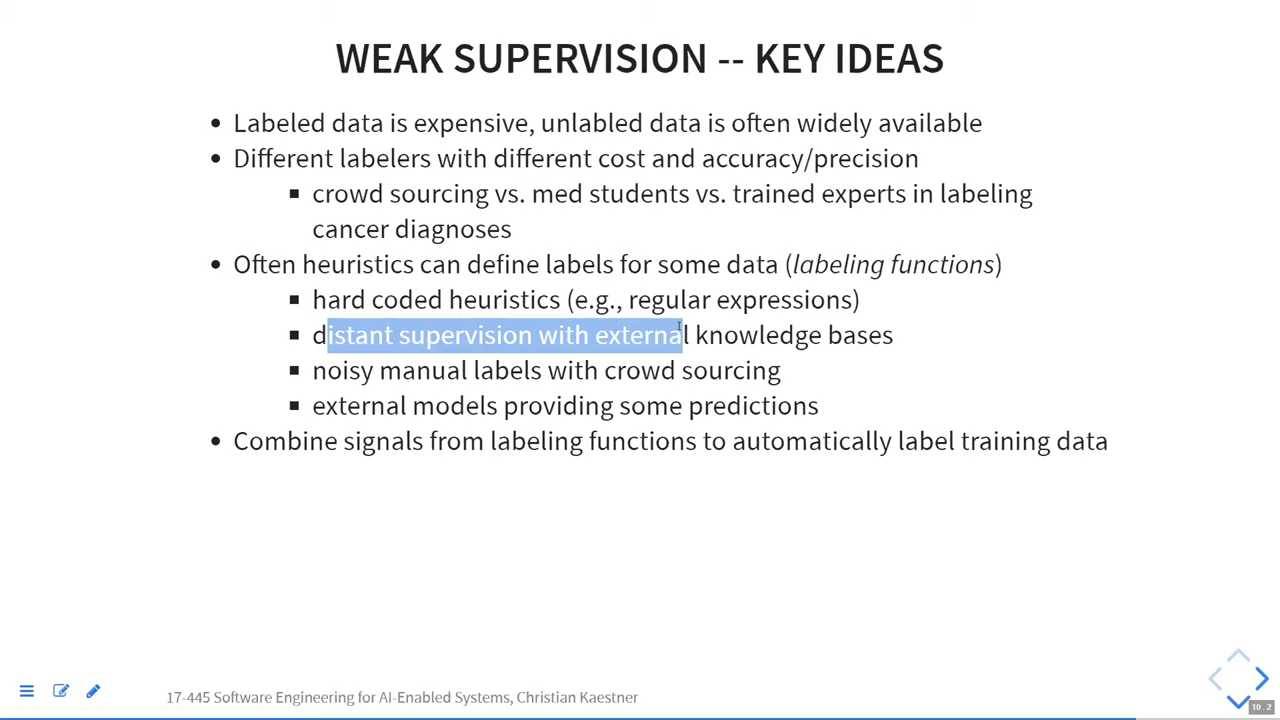 WEAK SUPERVISION -- KEY IDEAS
• Labeled data is expensive, unlabled data is often widely available
• Different labelers with different cost and accuracy/precision
▪ crowd sourcing vs. med students vs. trained experts in labeling
cancer diagnoses
• Often heuristics can define labels for some data (labeling functions)
▪ hard coded heuristics (e.g., regular expressions)
▪ distant supervision with external knowledge bases
▪ noisy manual labels with crowd sourcing
▪ external models providing some predictions
• Combine signals from labeling functions to automatically label training data
17-445 Software Engineering for AI-Enabled Systems, Christian Kaestner
10.2